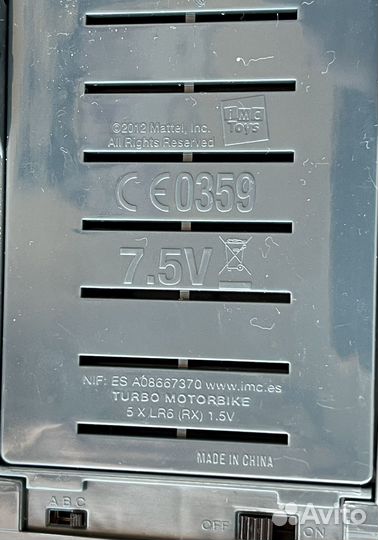 imc
Toys
©2012 Mattel, Inc.
All Rights Reserved
CE0359
7.5V
NIF: ES A08667370 www.imc.es
TURBO MOTORBIKE
5 X LR6 (RX) 1.5V
MADE IN CHINA
A B C
OFF ON
Avito